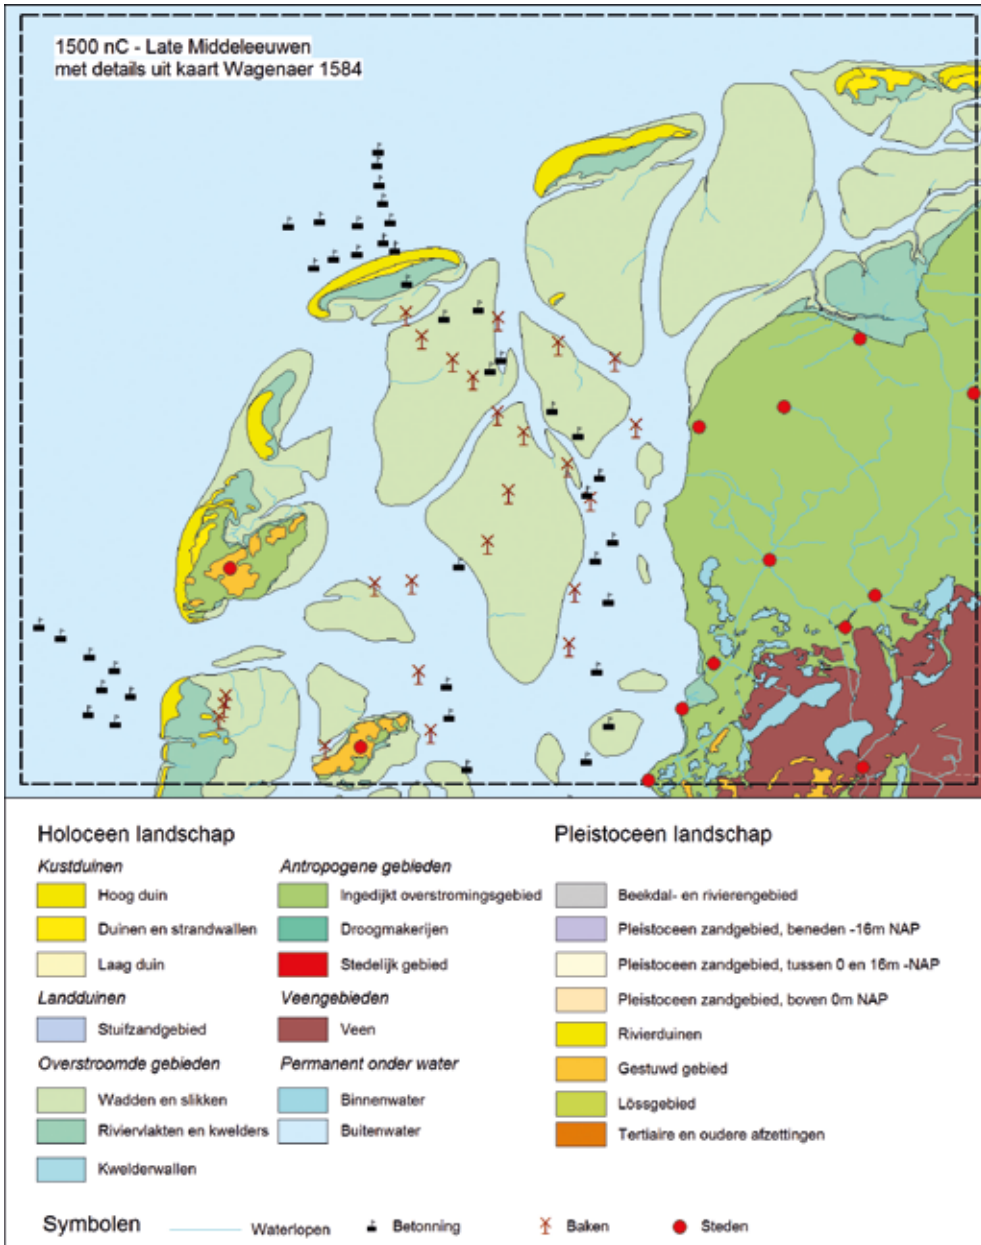 1500 nC - Late Middeleeuwen
met details uit kaart Wagenaer 1584
Holoceen landschap
Kustduinen
Hoog duin
Duinen en strandwallen
Laag duin
Landduinen
Stuifzandgebied
Overstroomde gebieden
Wadden en slikken
Riviervlakten en kwelders
Kwelderwallen
Antropogene gebieden
Ingedijkt overstromingsgebied
Droogmakerijen
Stedelijk gebied
Veengebieden
Veen
Permanent onder water
Binnenwater
Buitenwater
Pleistoceen landschap
Beekdal- en rivierengebied
Pleistoceen zandgebied, beneden -16m NAP
Pleistoceen zandgebied, tussen 0 en 16m -NAP
Pleistoceen zandgebied, boven 0m NAP
Rivierduinen
Gestuwd gebied
Lössgebied
Tertiaire en oudere afzettingen
Symbolen
Waterlopen
Betonning
Baken
Steden